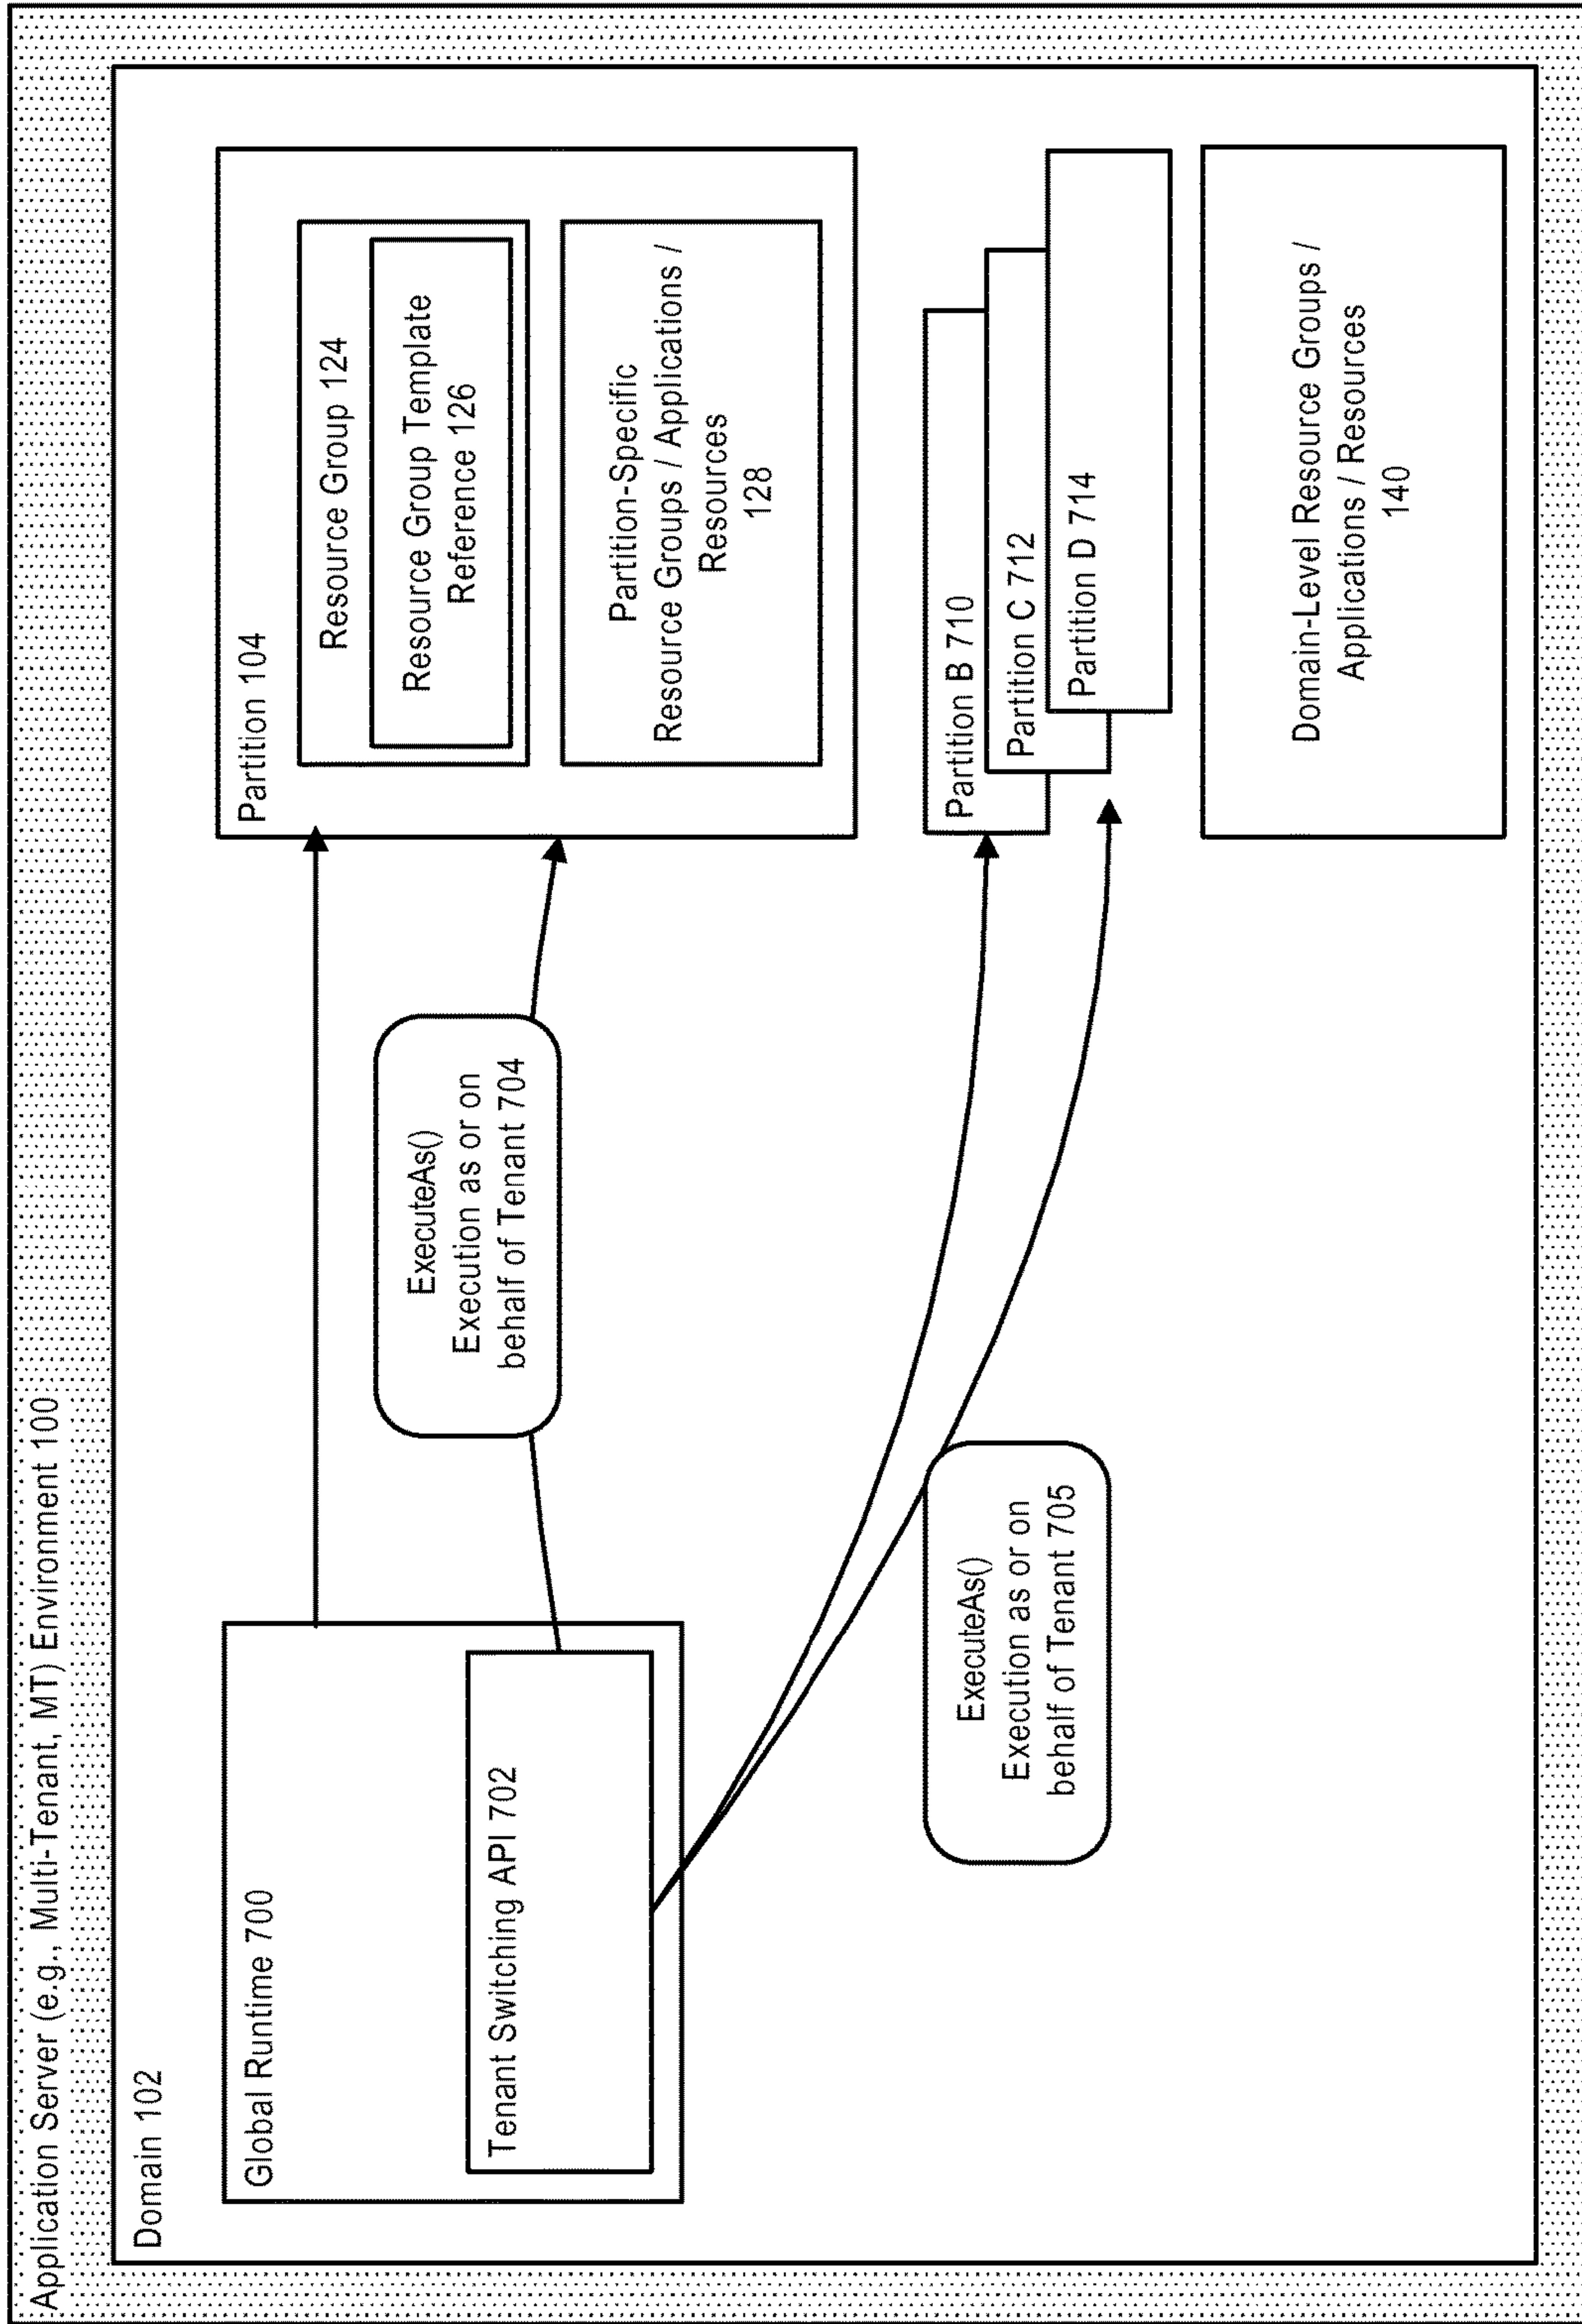 Application Server (e.g., Multi-Tenant, MT) Environment 100
Domain 102
Global Runtime 700
Tenant Switching API 702
ExecuteAs()
Execution as or on
behalf of Tenant 704
ExecuteAs()
Execution as or on
behalf of Tenant 705
Partition 104
Resource Group 124
Resource Group Template
Reference 126
Partition-Specific
Resource Groups / Applications /
Resources
128
Partition B 710
Partition C 712
Partition D 714
Domain-Level Resource Groups /
Applications / Resources
140